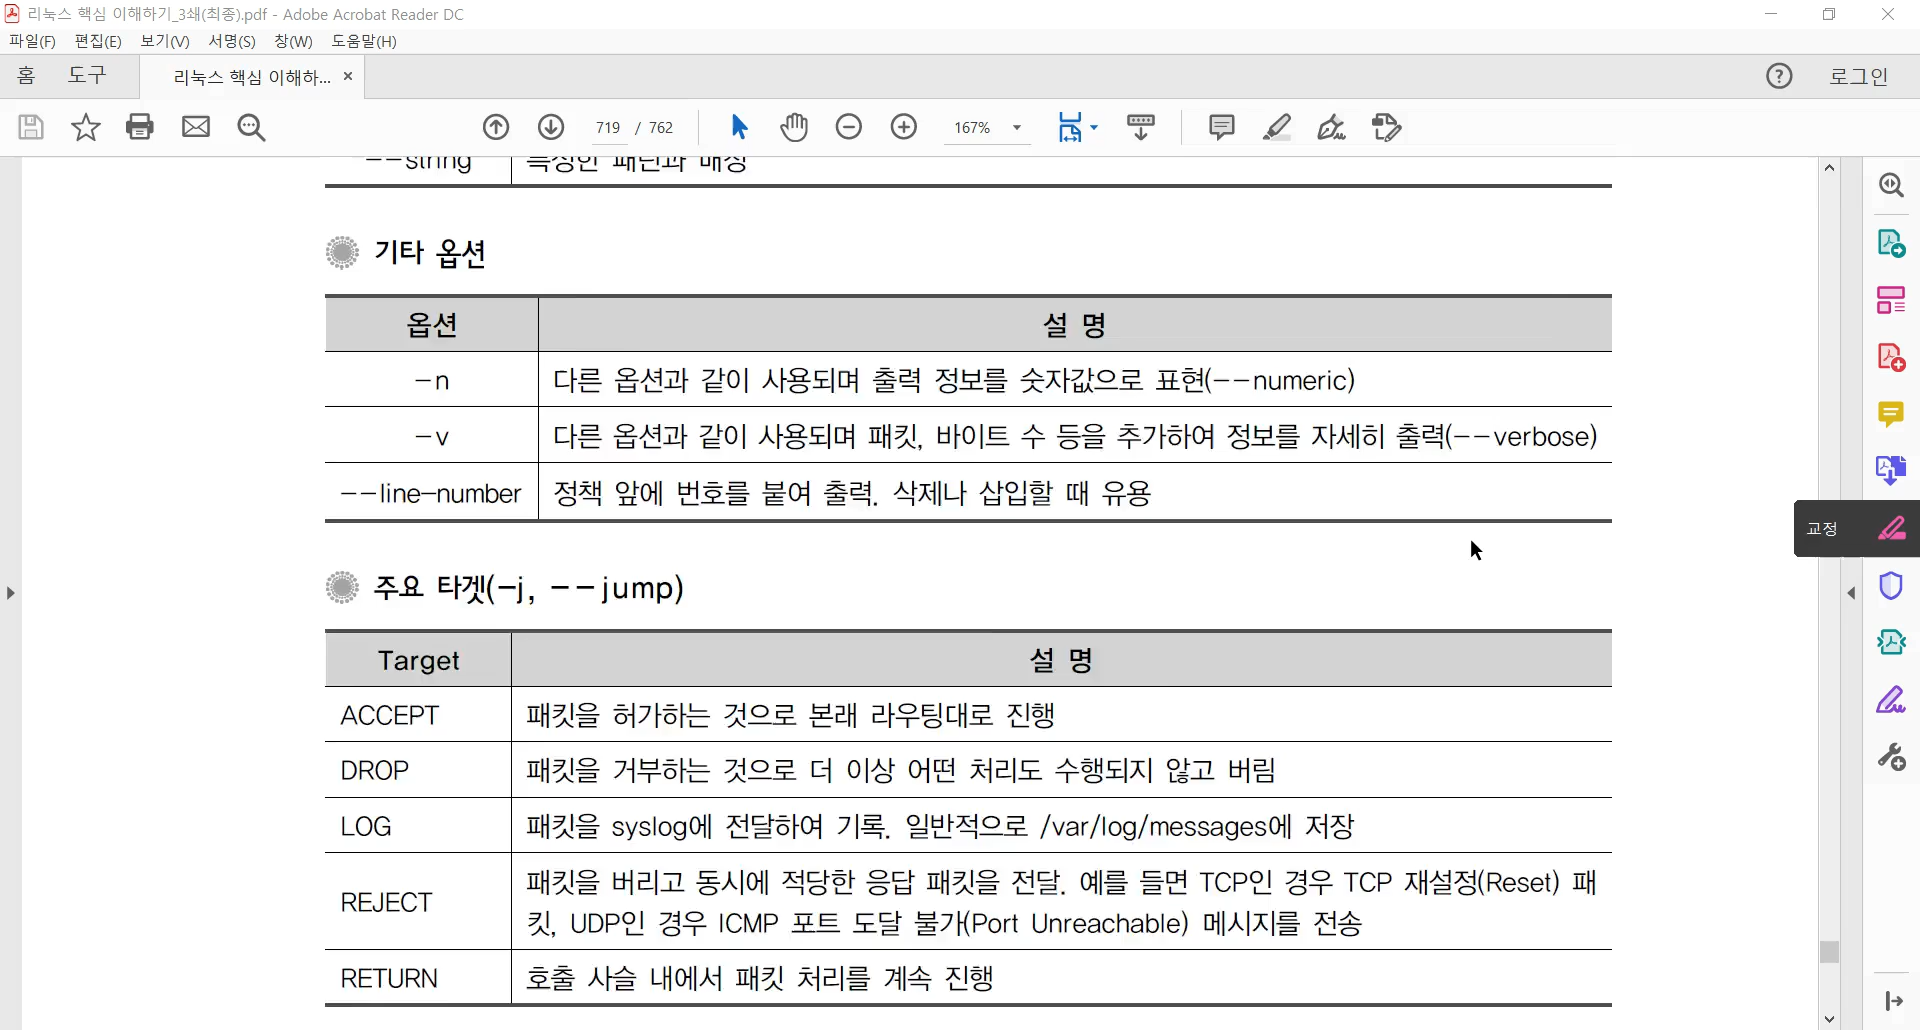 리눅스 핵심 이해하기_3쇄(최종).pdf - Adobe Acrobat Reader DC
파일(F) 편집(E) 보기(V) 서명(S) 창(W) 도움말(H)
홈 도구 리눅스 핵심 이해하... × 로그인
719 / 762 167%
--string 특정한 패턴과 매칭
기타 옵션
옵션 설 명
-n 다른 옵션과 같이 사용되며 출력 정보를 숫자값으로 표현(--numeric)
-v 다른 옵션과 같이 사용되며 패킷, 바이트 수 등을 추가하여 정보를 자세히 출력(--verbose)
--line-number 정책 앞에 번호를 붙여 출력. 삭제나 삽입할 때 유용
교정
주요 타겟(-j, --jump)
Target 설 명
ACCEPT 패킷을 허가하는 것으로 본래 라우팅대로 진행
DROP 패킷을 거부하는 것으로 더 이상 어떤 처리도 수행되지 않고 버림
LOG 패킷을 syslog에 전달하여 기록. 일반적으로 /var/log/messages에 저장
REJECT 패킷을 버리고 동시에 적당한 응답 패킷을 전달. 예를 들면 TCP인 경우 TCP 재설정(Reset) 패
킷, UDP인 경우 ICMP 포트 도달 불가(Port Unreachable) 메시지를 전송
RETURN 호출 사슬 내에서 패킷 처리를 계속 진행